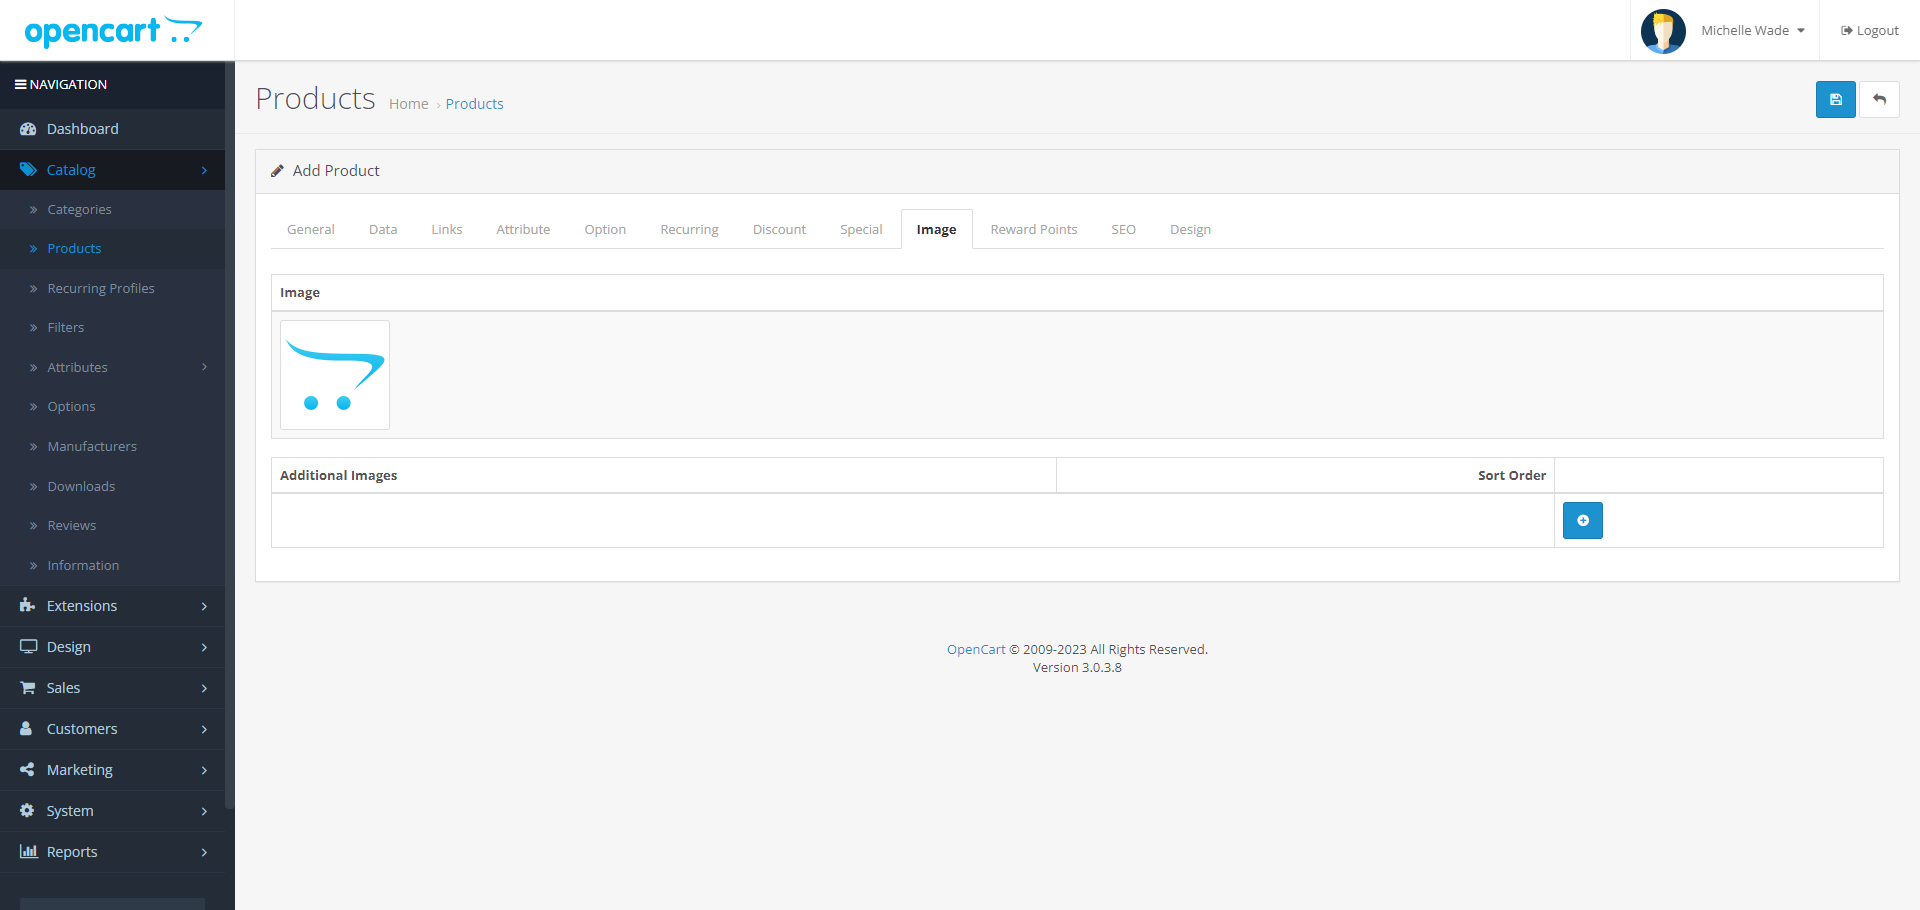 opencart
Michelle Wade
Logout
NAVIGATION
Dashboard
Catalog
Categories
Products
Recurring Profiles
Filters
Attributes
Options
Manufacturers
Downloads
Reviews
Information
Extensions
Design
Sales
Customers
Marketing
System
Reports
Products
Home › Products
Add Product
General Data Links Attribute Option Recurring Discount Special Image Reward Points SEO Design
Image
Additional Images Sort Order
OpenCart © 2009-2023 All Rights Reserved.
Version 3.0.3.8